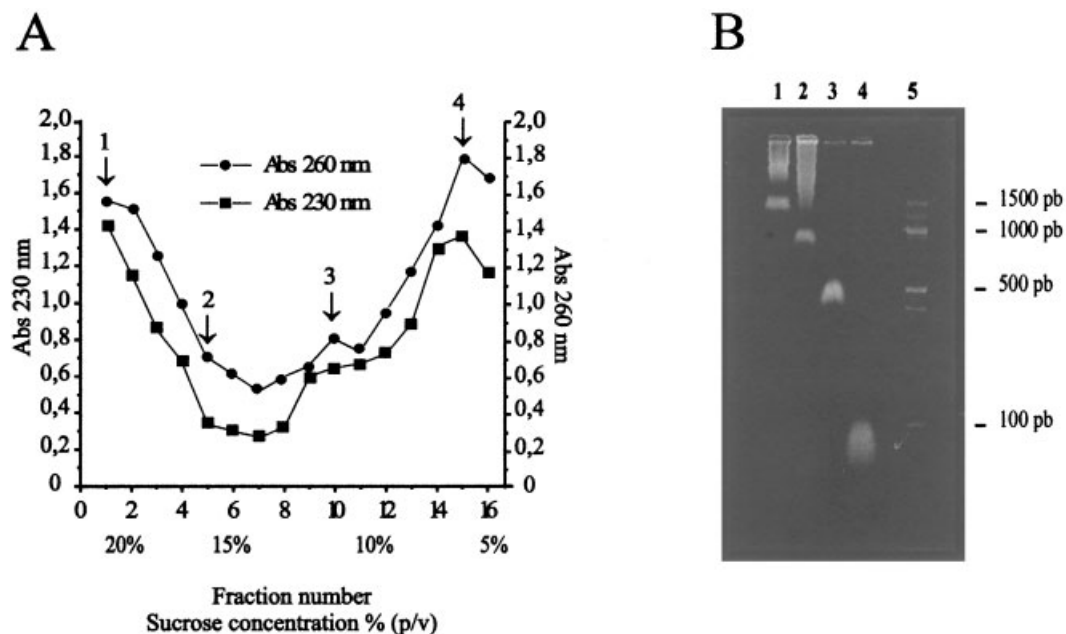 A
2,0
1,8
1,6
1,4
1,2
1,0
0,8
0,6
0,4
0,2
0
Abs 230 nm
1
2
3
4
Abs 260 nm
Abs 230 nm
2,0
1,8
1,6
1,4
1,2
1,0
0,8
0,6
0,4
0,2
0
Abs 260 nm
0 2 4 6 8 10 12 14 16
20% 15% 10% 5%
Fraction number
Sucrose concentration % (p/v)
B
1 2 3 4 5
1500 pb
1000 pb
500 pb
100 pb